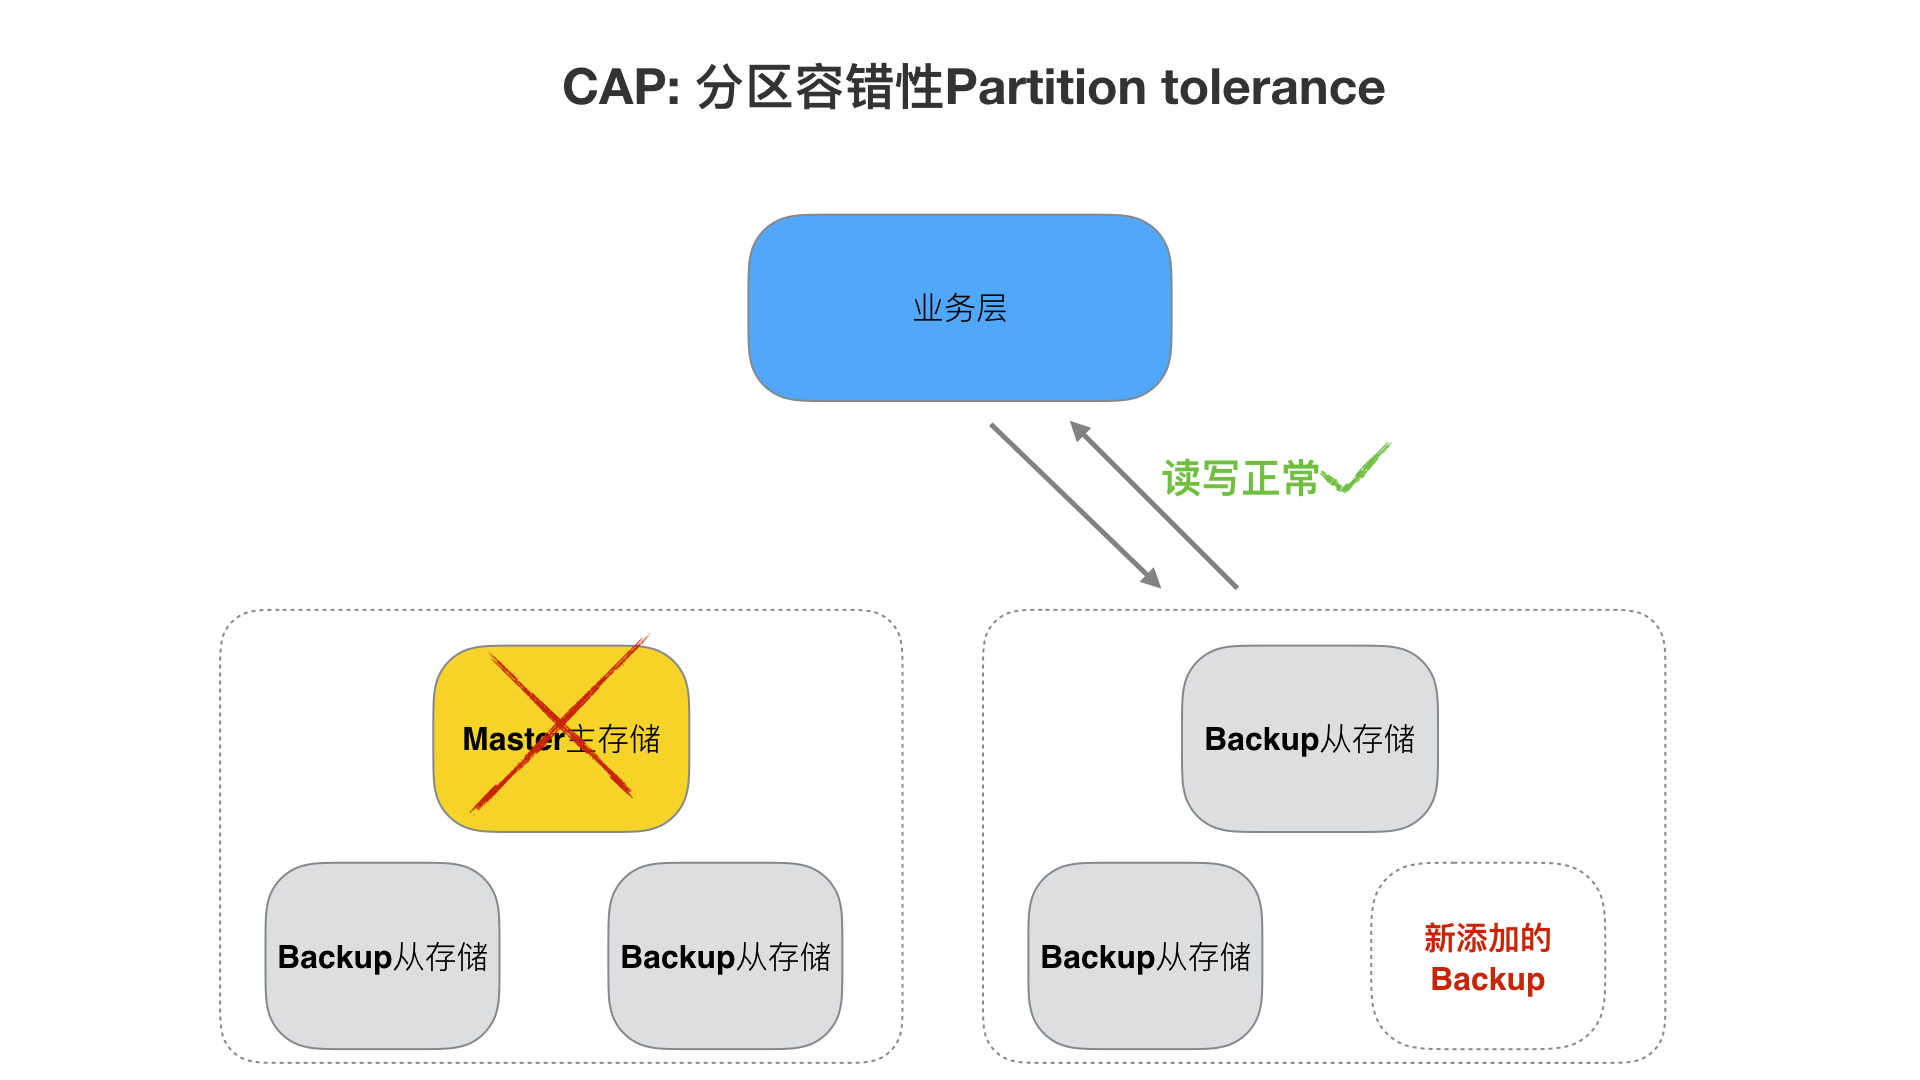 CAP: 分区容错性Partition tolerance
业务层
读写正常
Master主存储
Backup从存储
Backup从存储
Backup从存储
Backup从存储
新添加的
Backup